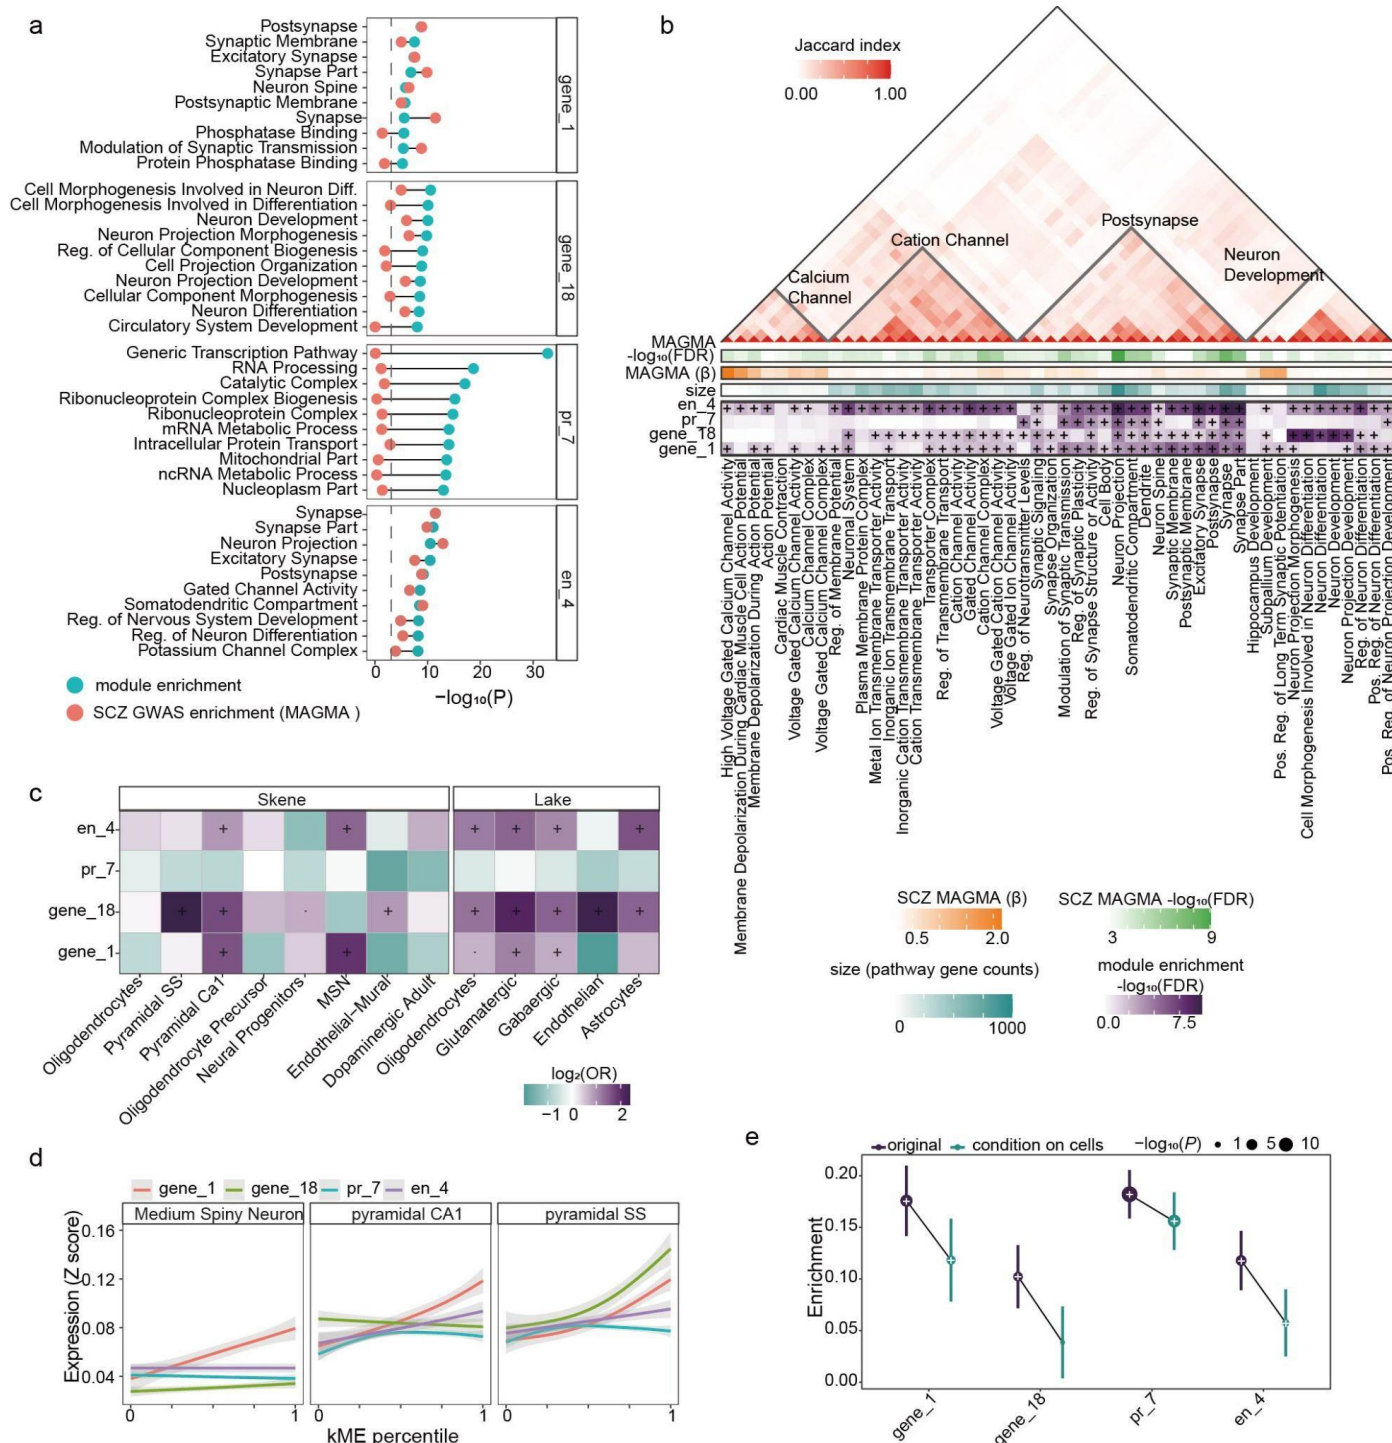 a
Postsynapse
Synaptic Membrane
Excitatory Synapse
Synapse Part
Neuron Spine
Postsynaptic Membrane
Synapse
Phosphatase Binding
Modulation of Synaptic Transmission
Protein Phosphatase Binding
gene_1
Cell Morphogenesis Involved in Neuron Diff.
Cell Morphogenesis Involved in Differentiation
Neuron Development
Neuron Projection Morphogenesis
Reg. of Cellular Component Biogenesis
Cell Projection Organization
Neuron Projection Development
Cellular Component Morphogenesis
Neuron Differentiation
Circulatory System Development
gene_18
Generic Transcription Pathway
RNA Processing
Catalytic Complex
Ribonucleoprotein Complex Biogenesis
Ribonucleoprotein Complex
mRNA Metabolic Process
Intracellular Protein Transport
Mitochondrial Part
ncRNA Metabolic Process
Nucleoplasm Part
pr_7
Synapse
Synapse Part
Neuron Projection
Excitatory Synapse
Postsynapse
Gated Channel Activity
Somatodendritic Compartment
Reg. of Nervous System Development
Reg. of Neuron Differentiation
Potassium Channel Complex
en_4
0 10 20 30
−log₁₀(P)
module enrichment
SCZ GWAS enrichment (MAGMA )
b
Jaccard index
0.00 1.00
Calcium
Channel
Cation Channel
Postsynapse
Neuron
Development
MAGMA
-log₁₀(FDR)
MAGMA (β)
size
en_4
pr_7
gene_18
gene_1
High Voltage Gated Calcium Channel Activity
Membrane Depolarization During Cardiac Muscle Cell Action Potential
Membrane Depolarization During Action Potential
Action Potential
Cardiac Muscle Contraction
Voltage Gated Calcium Channel Activity
Calcium Channel Complex
Voltage Gated Calcium Channel Complex
Reg. of Membrane Potential
Neuronal System
Plasma Membrane Protein Complex
Metal Ion Transmembrane Transporter Activity
Inorganic Ion Transmembrane Transport
Inorganic Cation Transmembrane Transporter Activity
Cation Transmembrane Transporter Activity
Transporter Complex
Reg. of Transmembrane Transport
Cation Channel Activity
Gated Channel Activity
Cation Channel Complex
Voltage Gated Cation Channel Activity
Voltage Gated Ion Channel Activity
Reg. of Neurotransmitter Levels
Synaptic Signaling
Synapse Organization
Modulation of Synaptic Transmission
Reg. of Synaptic Plasticity
Reg. of Synapse Structure or Activity
Cell Body
Neuron Projection
Somatodendritic Compartment
Dendrite
Neuron Spine
Synaptic Membrane
Postsynaptic Membrane
Excitatory Synapse
Postsynapse
Synapse
Synapse Part
Hippocampus Development
Subpallium Development
Pos. Reg. of Long Term Synaptic Potentiation
Neuron Projection Morphogenesis
Cell Morphogenesis Involved in Neuron Differentiation
Neuron Differentiation
Neuron Development
Neuron Projection Development
Reg. of Neuron Differentiation
Pos. Reg. of Neuron Differentiation
Pos. Reg. of Neuron Projection Development
SCZ MAGMA (β)
0.5 2.0
SCZ MAGMA -log₁₀(FDR)
3 9
size (pathway gene counts)
0 1000
module enrichment
-log₁₀(FDR)
0.0 7.5
c
Skene
Lake
en_4
pr_7
gene_18
gene_1
Oligodendrocytes
Pyramidal SS
Pyramidal Ca1
Oligodendrocyte Precursor
Neural Progenitors
MSN
Endothelial−Mural
Dopaminergic Adult
Oligodendrocytes
Glutamatergic
Gabaergic
Endothelian
Astrocytes
log₂(OR)
−1 0 2
d
gene_1 gene_18 pr_7 en_4
Medium Spiny Neuron
pyramidal CA1
pyramidal SS
Expression (Z score)
0.16
0.12
0.08
0.04
0 1 0 1 0 1
kME percentile
e
original condition on cells −log₁₀(P) 1 5 10
Enrichment
0.20
0.15
0.10
0.05
0.00
gene_1
gene_18
pr_7
en_4